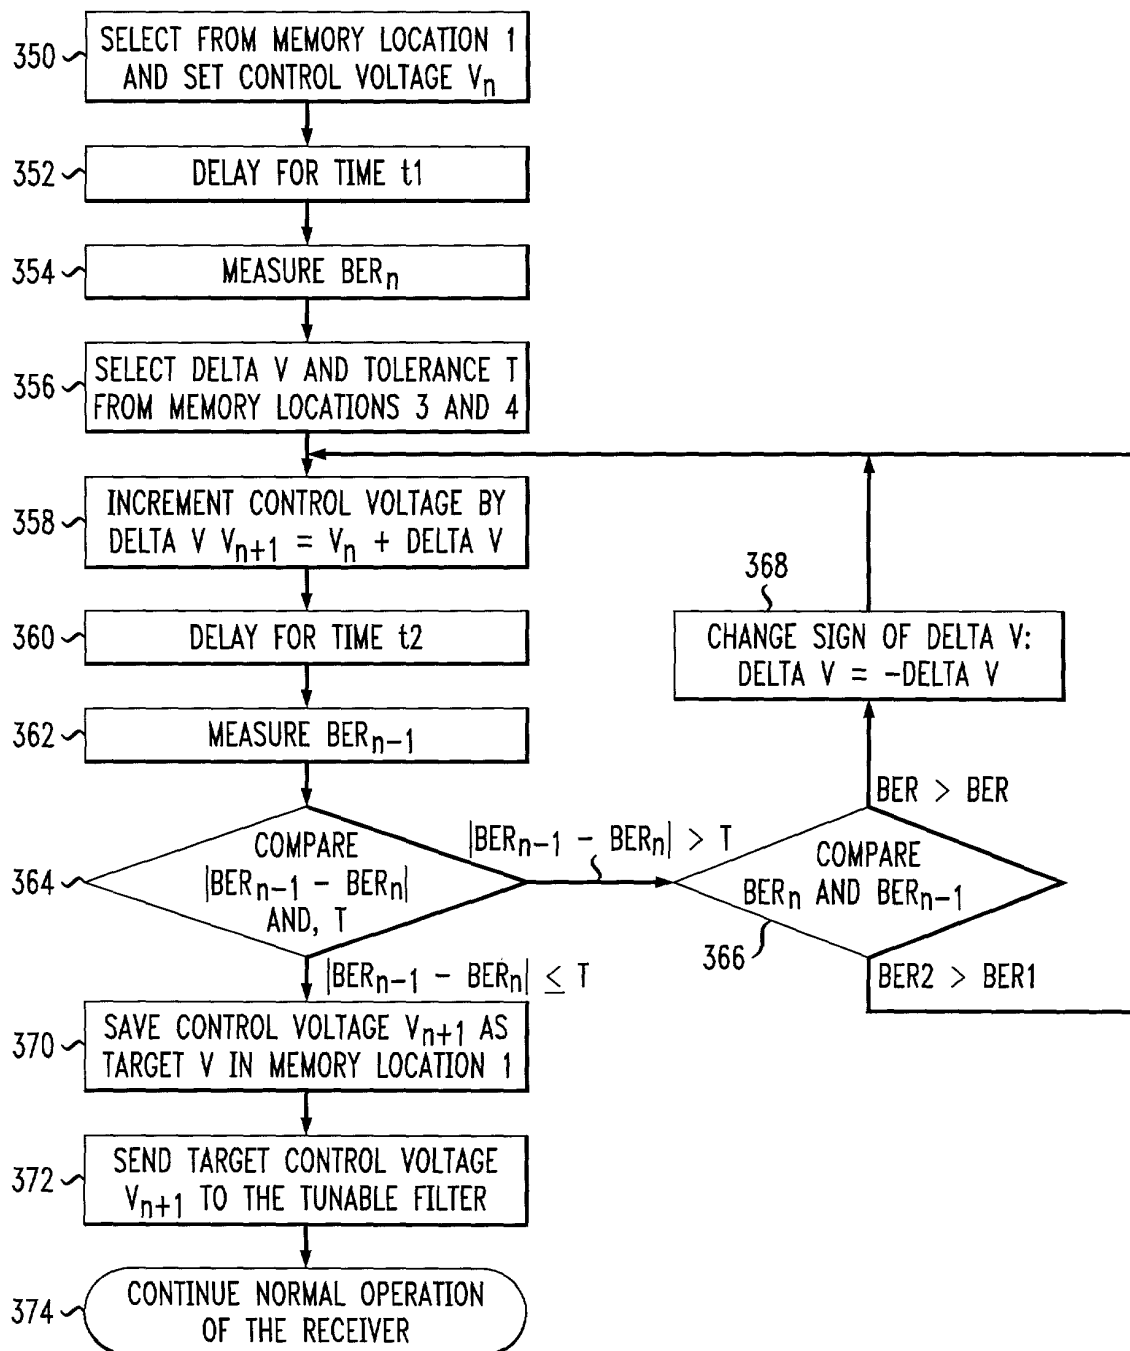 350
SELECT FROM MEMORY LOCATION 1
AND SET CONTROL VOLTAGE Vn
352
DELAY FOR TIME t1
354
MEASURE BERn
356
SELECT DELTA V AND TOLERANCE T
FROM MEMORY LOCATIONS 3 AND 4
358
INCREMENT CONTROL VOLTAGE BY
DELTA V Vn+1 = Vn + DELTA V
360
DELAY FOR TIME t2
362
MEASURE BERn-1
364
COMPARE
|BERn-1 - BERn|
AND, T
|BERn-1 - BERn| > T
366
COMPARE
BERn AND BERn-1
BER > BER
368
CHANGE SIGN OF DELTA V:
DELTA V = -DELTA V
BER2 > BER1
|BERn-1 - BERn| ≤ T
370
SAVE CONTROL VOLTAGE Vn+1 AS
TARGET V IN MEMORY LOCATION 1
372
SEND TARGET CONTROL VOLTAGE
Vn+1 TO THE TUNABLE FILTER
374
CONTINUE NORMAL OPERATION
OF THE RECEIVER